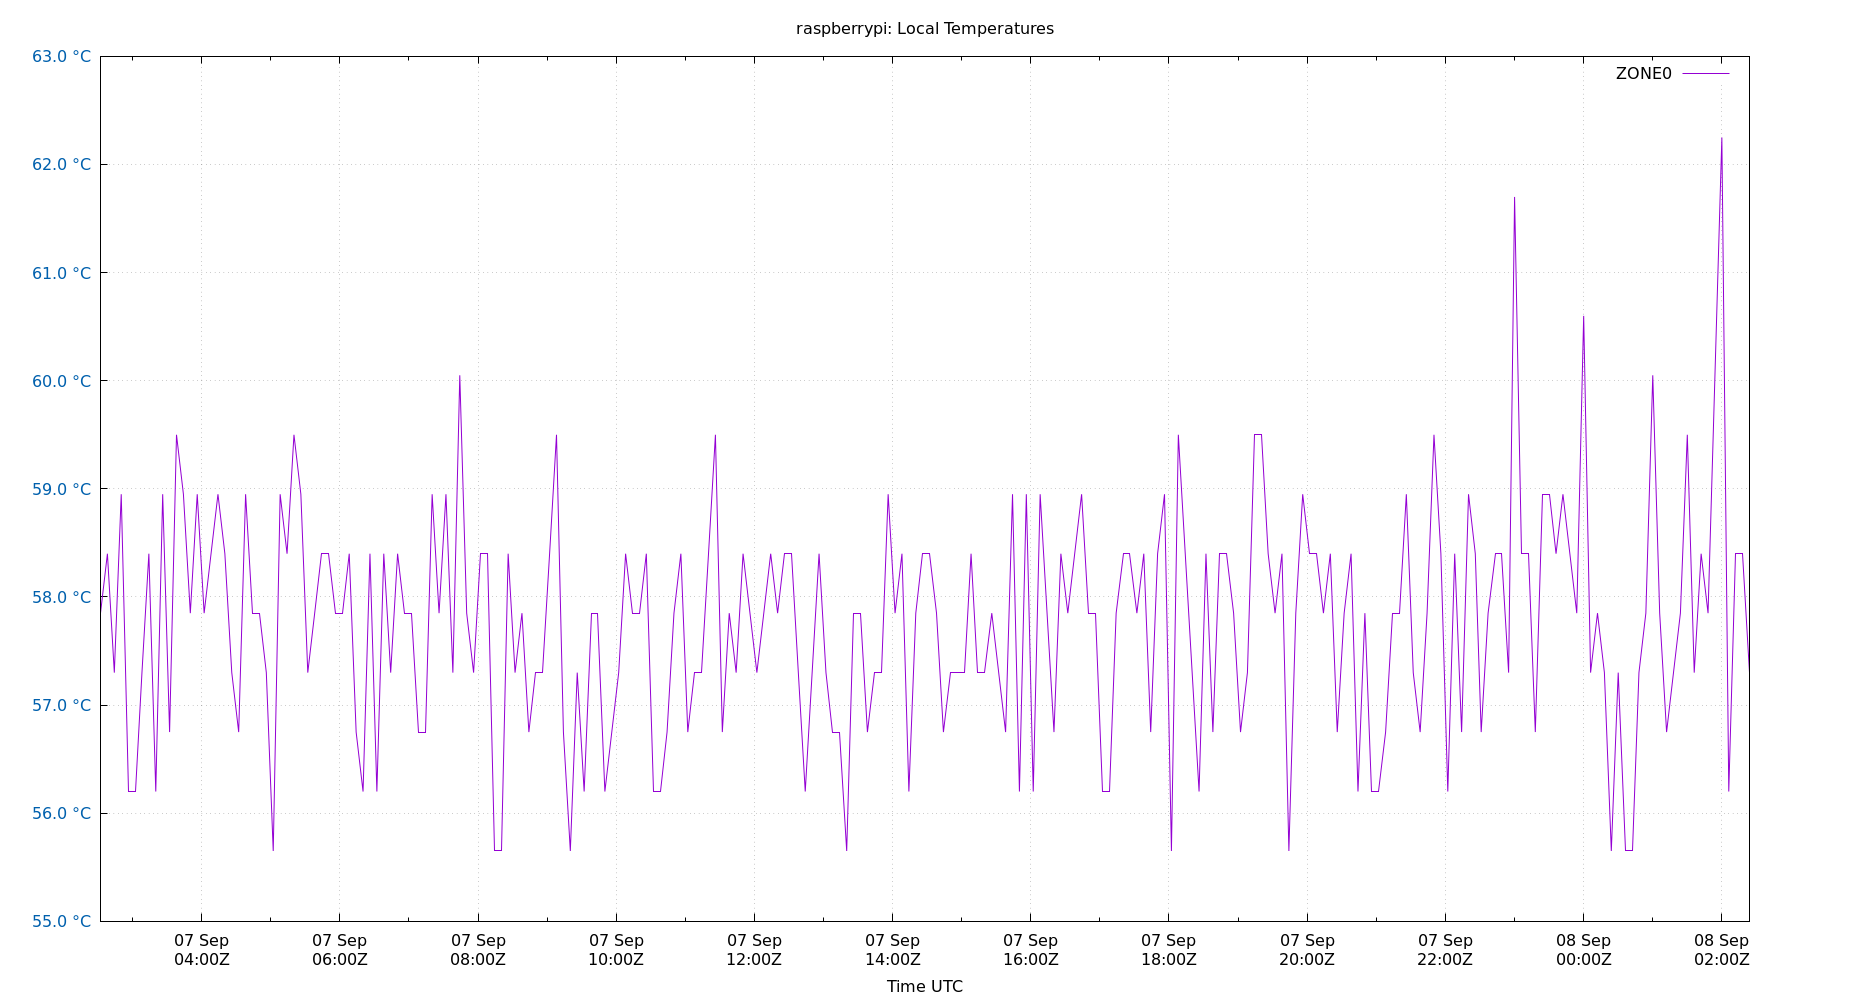 raspberrypi: Local Temperatures
63.0 °C
ZONE0
62.0 °C
61.0 °C
60.0 °C
59.0 °C
58.0 °C
57.0 °C
56.0 °C
55.0 °C
07 Sep 07 Sep 07 Sep 07 Sep 07 Sep 07 Sep 07 Sep 07 Sep 07 Sep 07 Sep 08 Sep 08 Sep
04:00Z 06:00Z 08:00Z 10:00Z 12:00Z 14:00Z 16:00Z 18:00Z 20:00Z 22:00Z 00:00Z 02:00Z
Time UTC